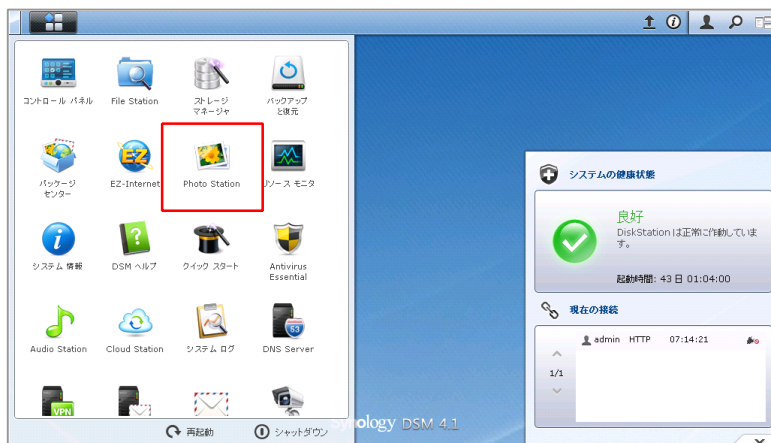 コントロール パネル
File Station
ストレージ
マネージャ
バックアップ
と復元
パッケージ
センター
EZ
EZ-Internet
Photo Station
リソース モニタ
システム 情報
DSM ヘルプ
クイック スタート
Antivirus
Essential
Audio Station
Cloud Station
システム ログ
53
DNS Server
VPN
再起動
シャットダウン
Synology DSM 4.1
システムの健康状態
良好
DiskStation は正常に作動していま
す。
起動時間: 43 日 01:04:00
現在の接続
admin HTTP 07:14:21
1/1